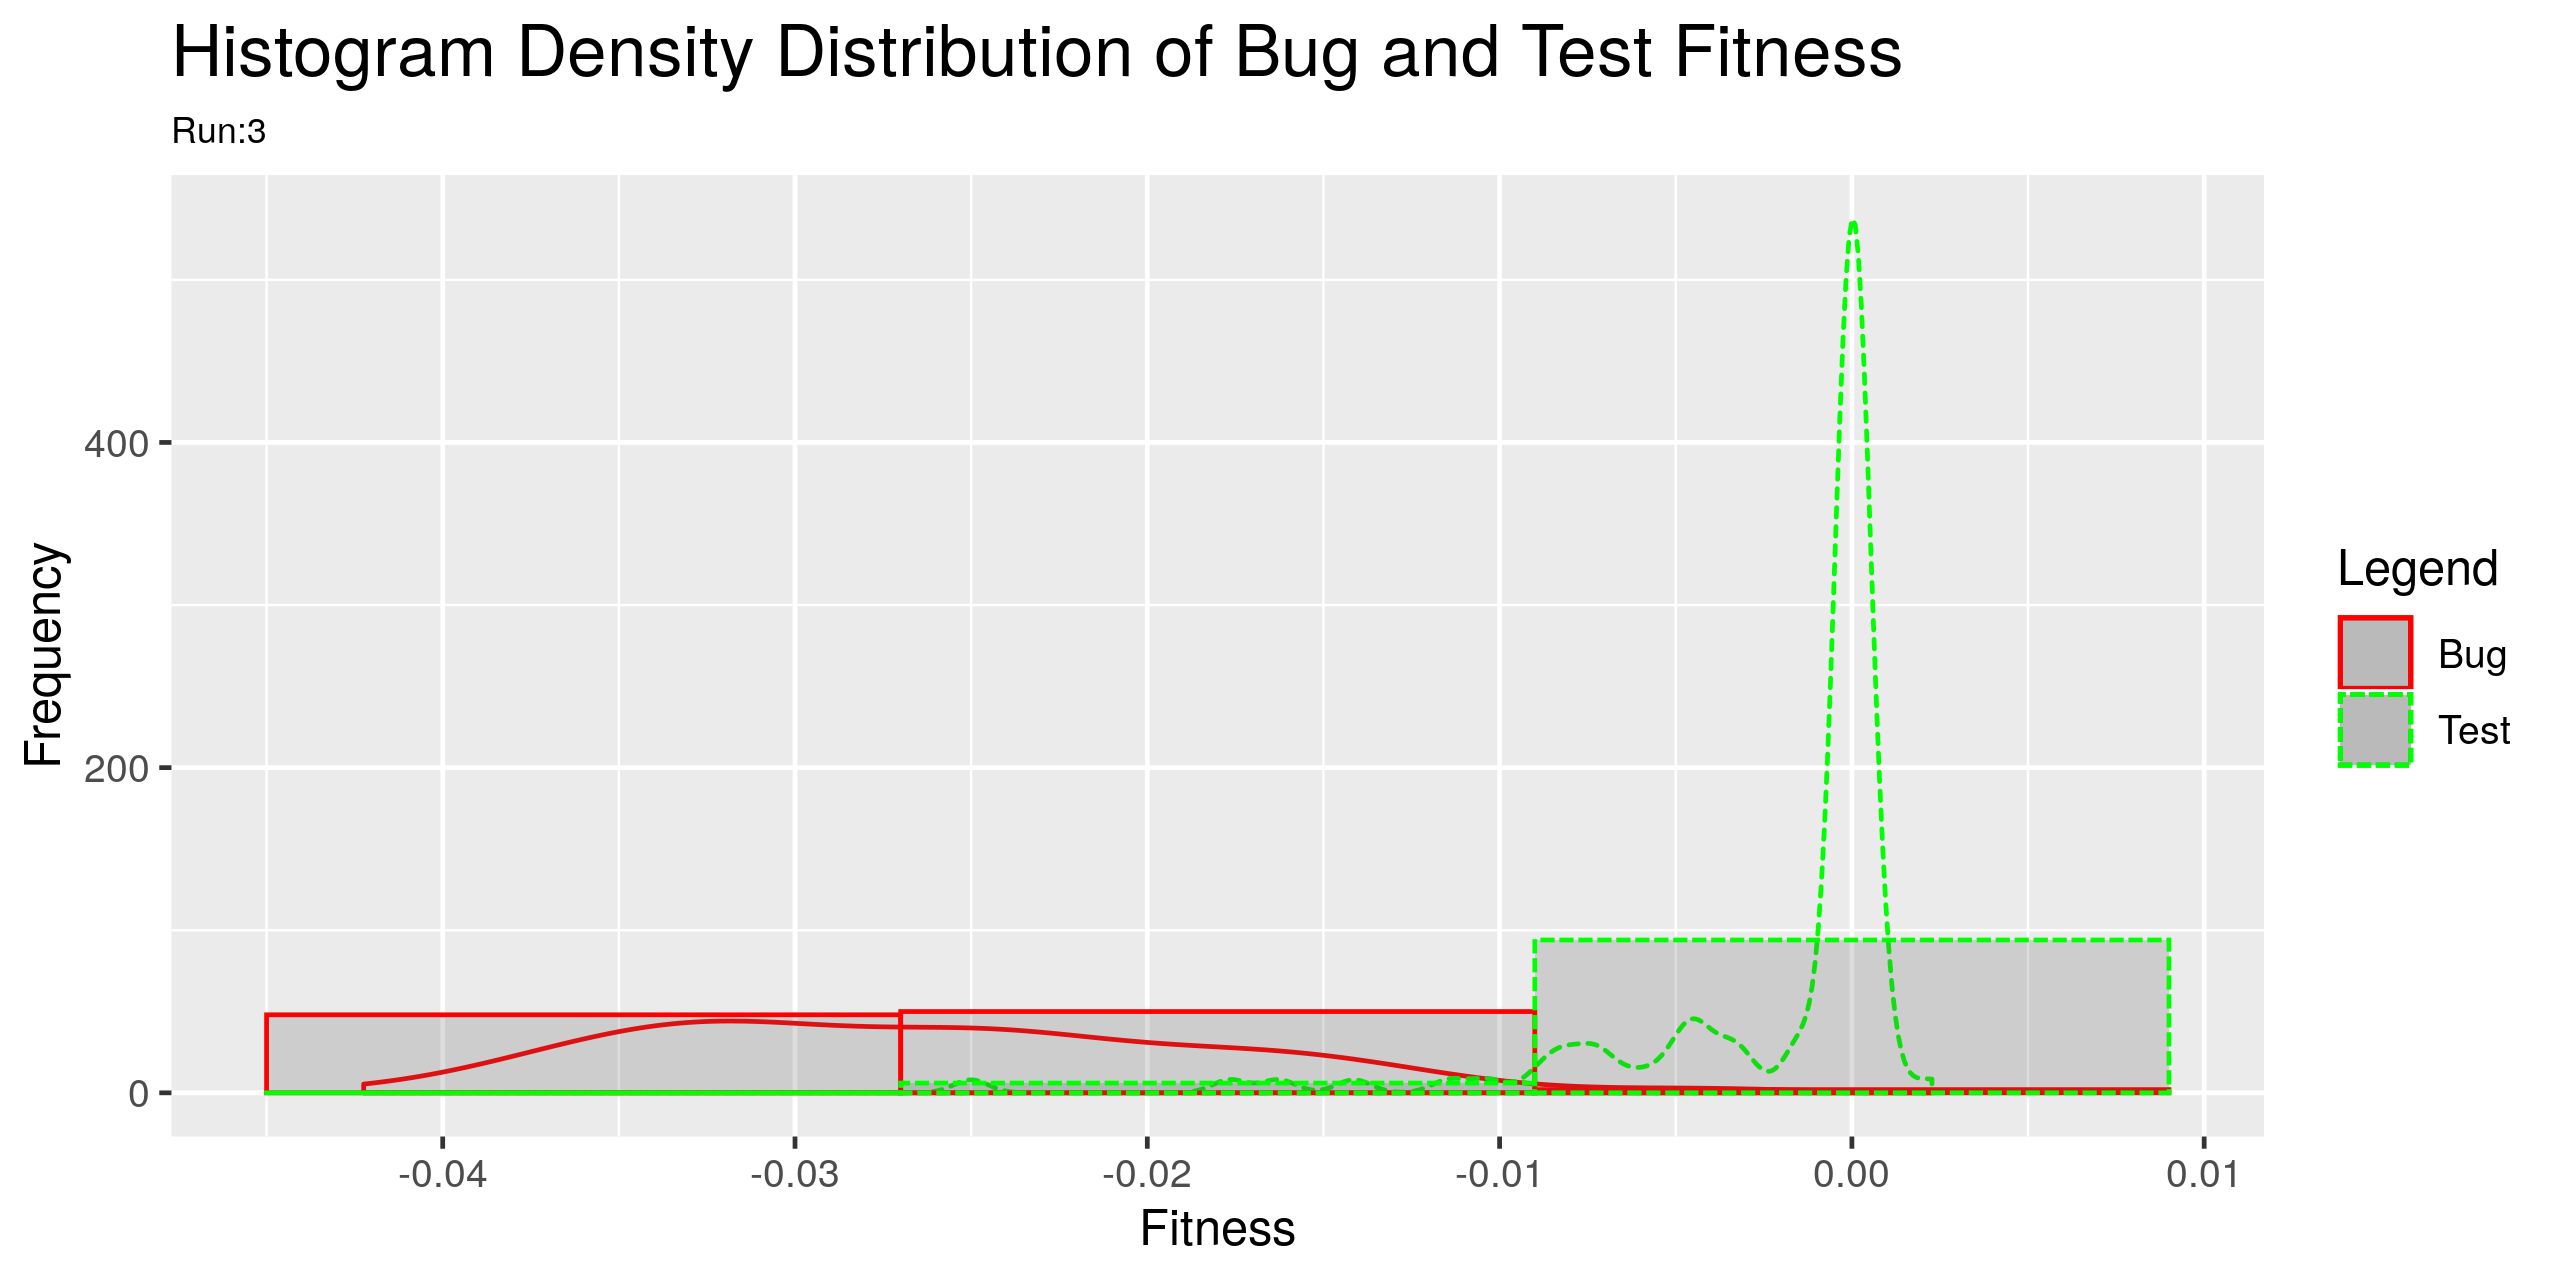 Histogram Density Distribution of Bug and Test Fitness
Run:3
Frequency
400
200
0
-0.04 -0.03 -0.02 -0.01 0.00 0.01
Fitness
Legend
Bug
Test